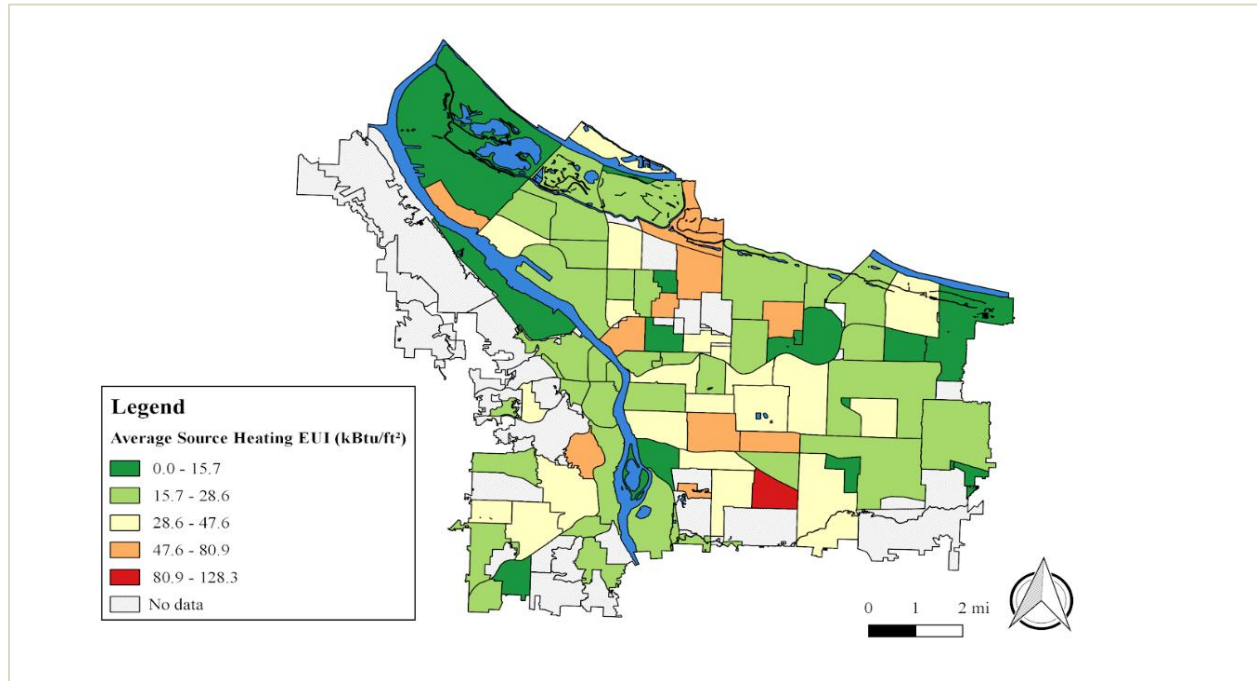 Legend
Average Source Heating EUI (kBtu/ft²)
0.0 - 15.7
15.7 - 28.6
28.6 - 47.6
47.6 - 80.9
80.9 - 128.3
No data
0 1 2 mi